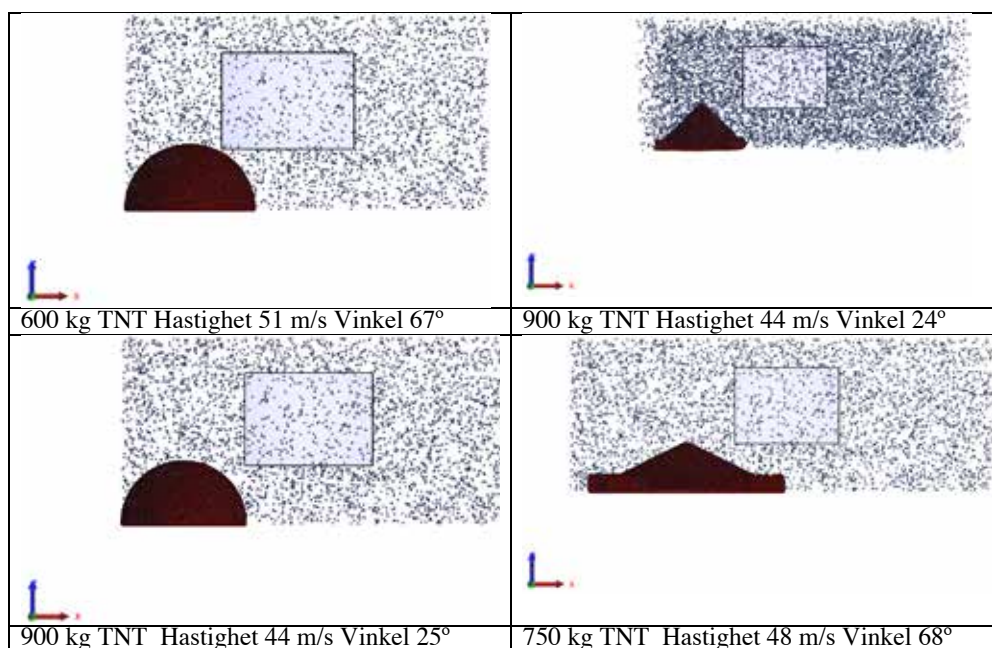 600 kg TNT Hastighet 51 m/s Vinkel 67º
900 kg TNT Hastighet 44 m/s Vinkel 24º
900 kg TNT  Hastighet 44 m/s Vinkel 25º
750 kg TNT  Hastighet 48 m/s Vinkel 68º